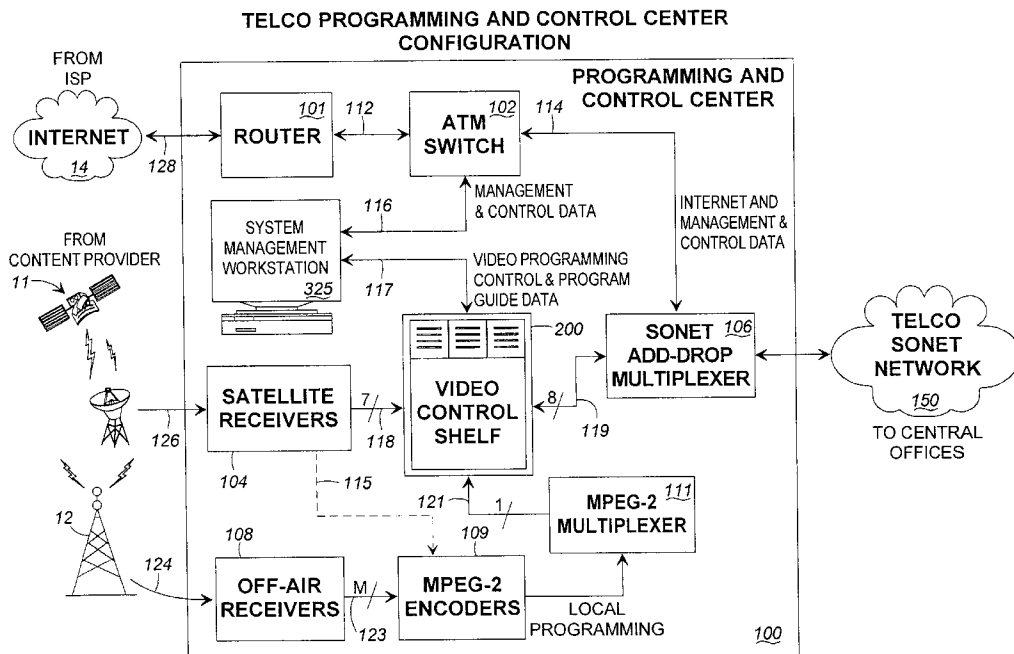 TELCO PROGRAMMING AND CONTROL CENTER
CONFIGURATION
FROM
ISP
INTERNET
14
128
PROGRAMMING AND
CONTROL CENTER
101
ROUTER
112
102
ATM
SWITCH
114
MANAGEMENT
& CONTROL DATA
INTERNET AND
MANAGEMENT &
CONTROL DATA
116
SYSTEM
MANAGEMENT
WORKSTATION
325
117
VIDEO PROGRAMMING
CONTROL & PROGRAM
GUIDE DATA
FROM
CONTENT PROVIDER
11
200
VIDEO
CONTROL
SHELF
SONET 106
ADD-DROP
MULTIPLEXER
TELCO
SONET
NETWORK
150
TO CENTRAL
OFFICES
126
SATELLITE
RECEIVERS
104
7
118
8
119
115
121
1
MPEG-2 111
MULTIPLEXER
12
124
108
OFF-AIR
RECEIVERS
M
123
109
MPEG-2
ENCODERS
LOCAL
PROGRAMMING
100